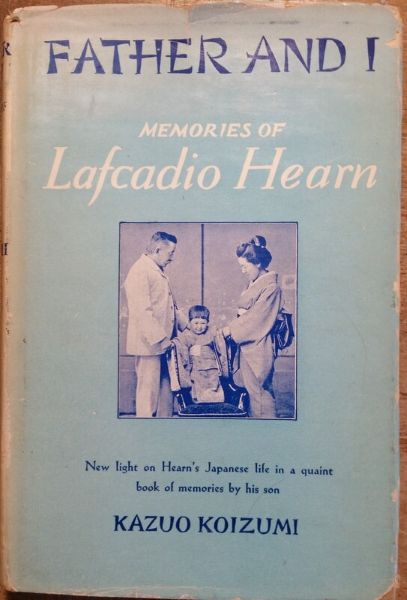 FATHER AND I
MEMORIES OF
Lafcadio Hearn
New light on Hearn's Japanese life in a quaint
book of memories by his son
KAZUO KOIZUMI